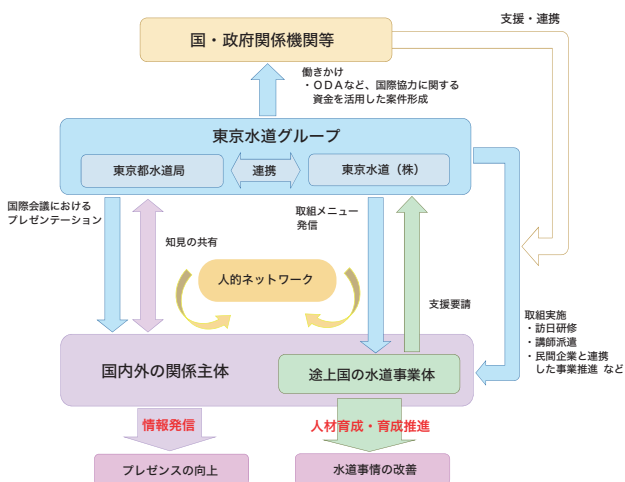 国・政府関係機関等
支援・連携
働きかけ
・ＯＤＡなど、国際協力に関する
資金を活用した案件形成
東京水道グループ
東京都水道局
連携
東京水道（株）
国際会議における
プレゼンテーション
知見の共有
取組メニュー
発信
人的ネットワーク
支援要請
取組実施
・訪日研修
・講師派遣
・民間企業と連携
した事業推進 など
国内外の関係主体
途上国の水道事業体
情報発信
人材育成・育成推進
プレゼンスの向上
水道事情の改善